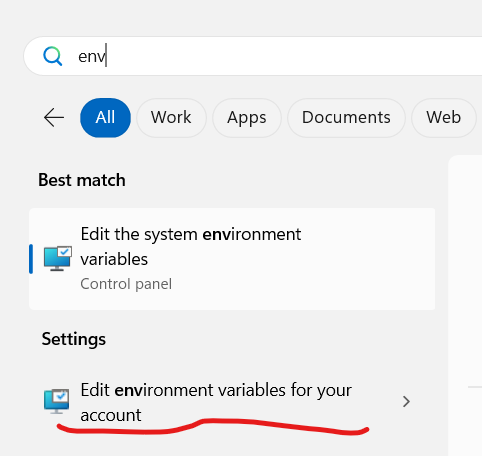 env
All Work Apps Documents Web
Best match
Edit the system environment
variables
Control panel
Settings
Edit environment variables for your
account